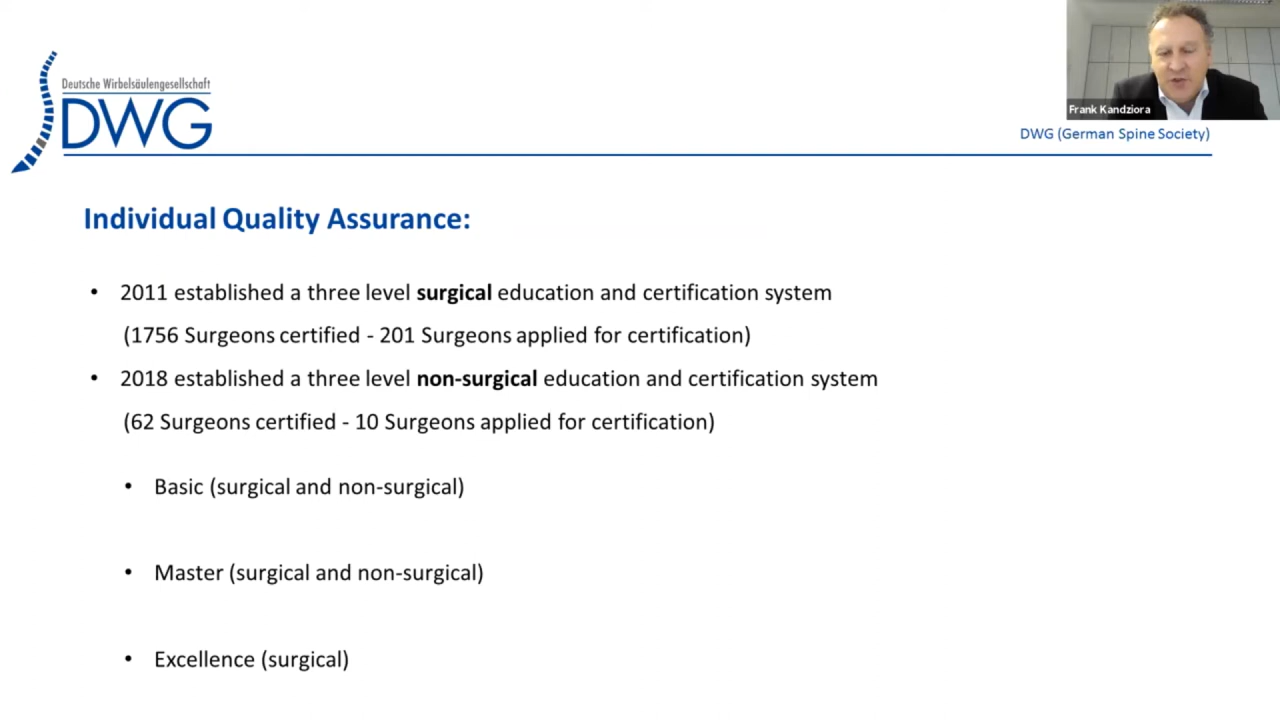 Deutsche Wirbelsäulengesellschaft
DWG
Frank Kandziora
DWG (German Spine Society)
Individual Quality Assurance:
• 2011 established a three level surgical education and certification system
(1756 Surgeons certified - 201 Surgeons applied for certification)
• 2018 established a three level non-surgical education and certification system
(62 Surgeons certified - 10 Surgeons applied for certification)
• Basic (surgical and non-surgical)
• Master (surgical and non-surgical)
• Excellence (surgical)